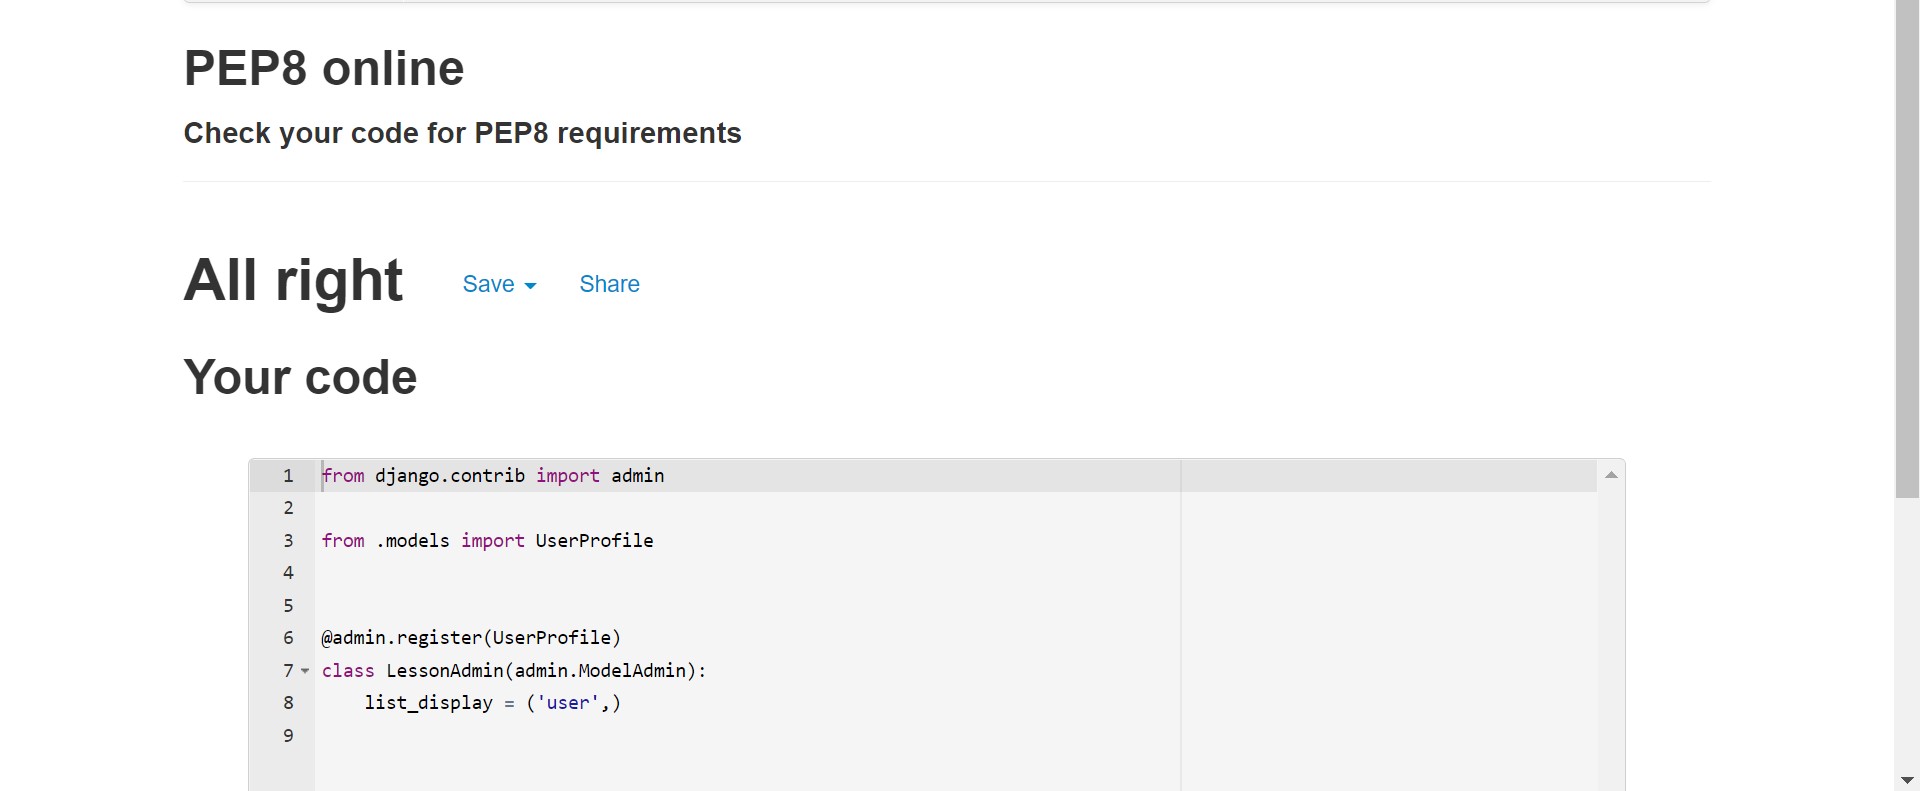 PEP8 online
Check your code for PEP8 requirements
All right Save Share
Your code
1 from django.contrib import admin
2
3 from .models import UserProfile
4
5
6 @admin.register(UserProfile)
7 class LessonAdmin(admin.ModelAdmin):
8     list_display = ('user',)
9